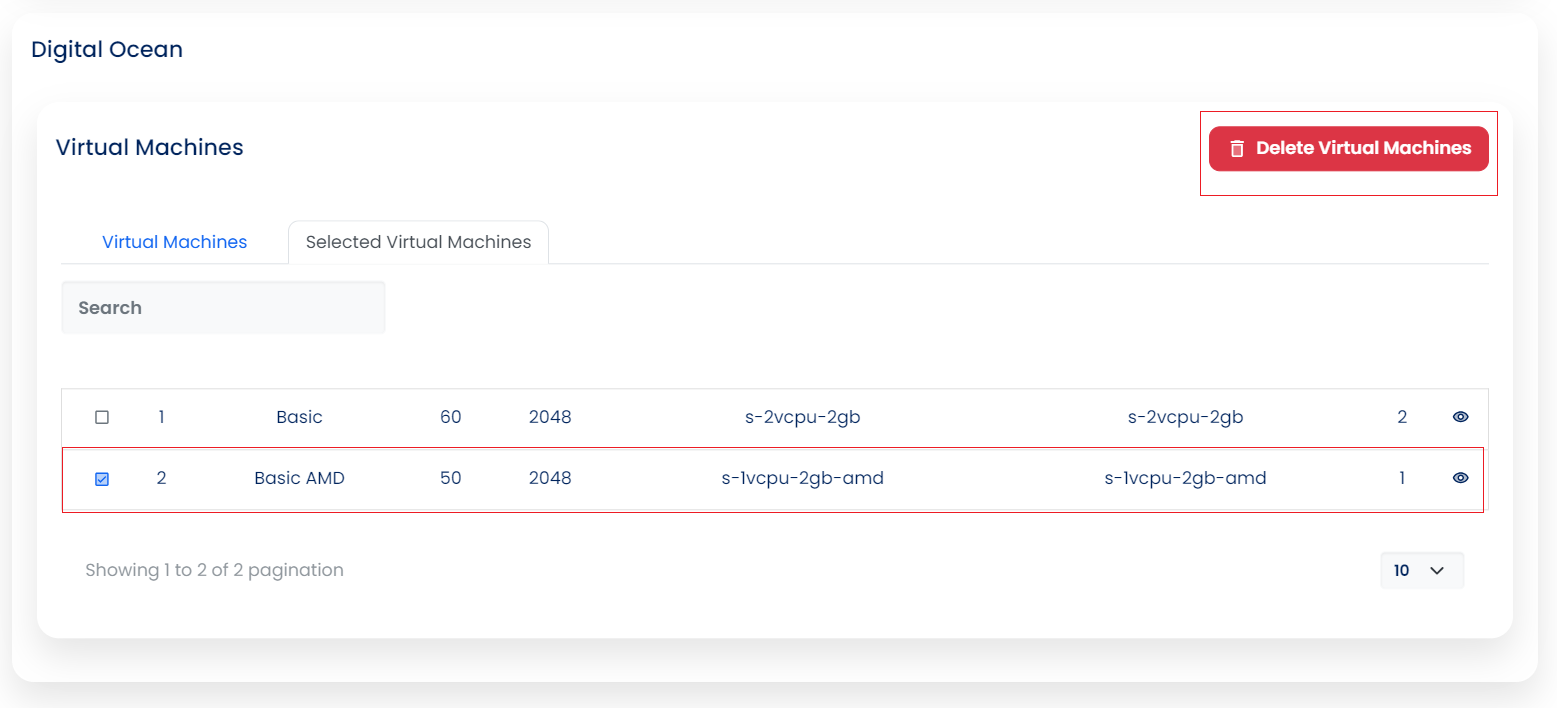 Digital Ocean
Virtual Machines
Delete Virtual Machines
Virtual Machines Selected Virtual Machines
Search
1 Basic 60 2048 s-2vcpu-2gb s-2vcpu-2gb 2
2 Basic AMD 50 2048 s-1vcpu-2gb-amd s-1vcpu-2gb-amd 1
Showing 1 to 2 of 2 pagination
10